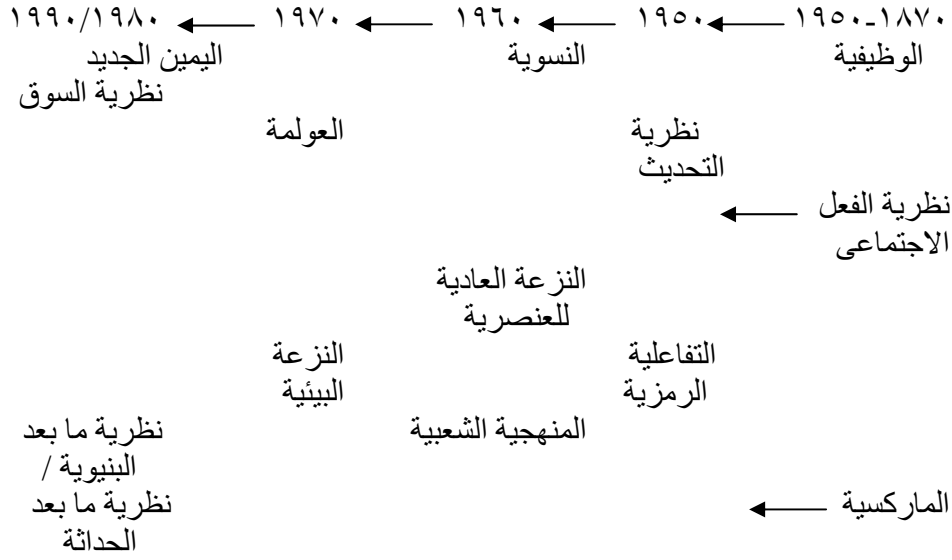 ١٨٧٠-١٩٥٠ ١٩٥٠ ١٩٦٠ ١٩٧٠ ١٩٨٠/١٩٩٠
الوظيفية النسوية اليمين الجديد
نظرية السوق
نظرية العولمة
التحديث
نظرية الفعل
الاجتماعى
النزعة العادية
للعنصرية
التفاعلية النزعة
الرمزية البيئية
المنهجية الشعبية نظرية ما بعد
البنيوية /
الماركسية نظرية ما بعد
الحداثة